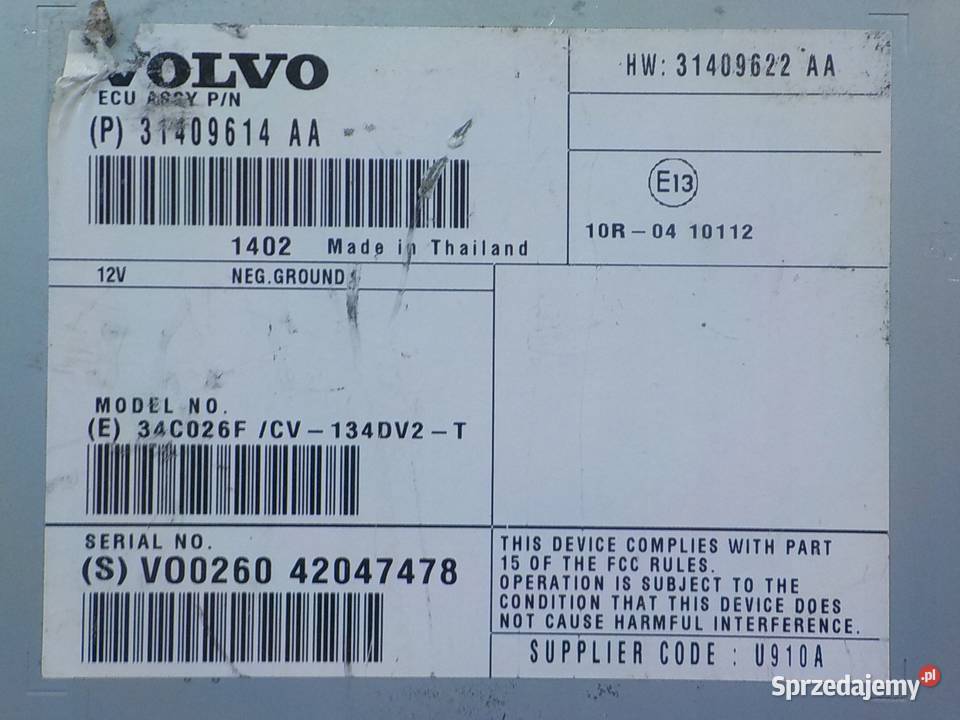 VOLVO
ECU ASSY P/N
(P) 31409614 AA
1402 Made in Thailand
HW: 31409622 AA
E13
10R-04 10112
12V NEG.GROUND
MODEL NO.
(E) 34C026F /CV-134DV2-T
SERIAL NO.
(S) VO0260 42047478
THIS DEVICE COMPLIES WITH PART
15 OF THE FCC RULES.
OPERATION IS SUBJECT TO THE
CONDITION THAT THIS DEVICE DOES
NOT CAUSE HARMFUL INTERFERENCE.
SUPPLIER CODE : U910A
Sprzedajemy.pl